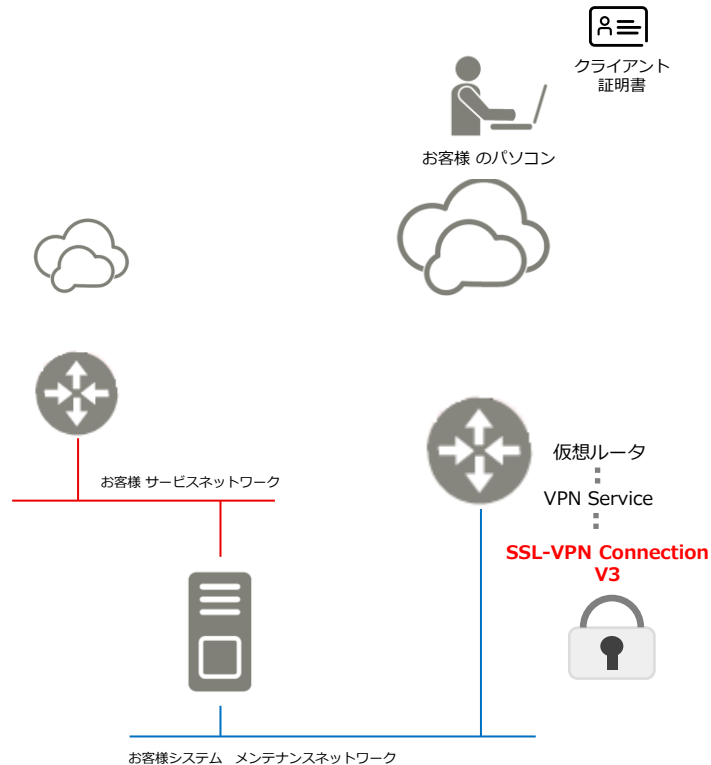 クライアント
証明書
お客様 のパソコン
仮想ルータ
お客様 サービスネットワーク
VPN Service
SSL-VPN Connection
V3
お客様システム　メンテナンスネットワーク